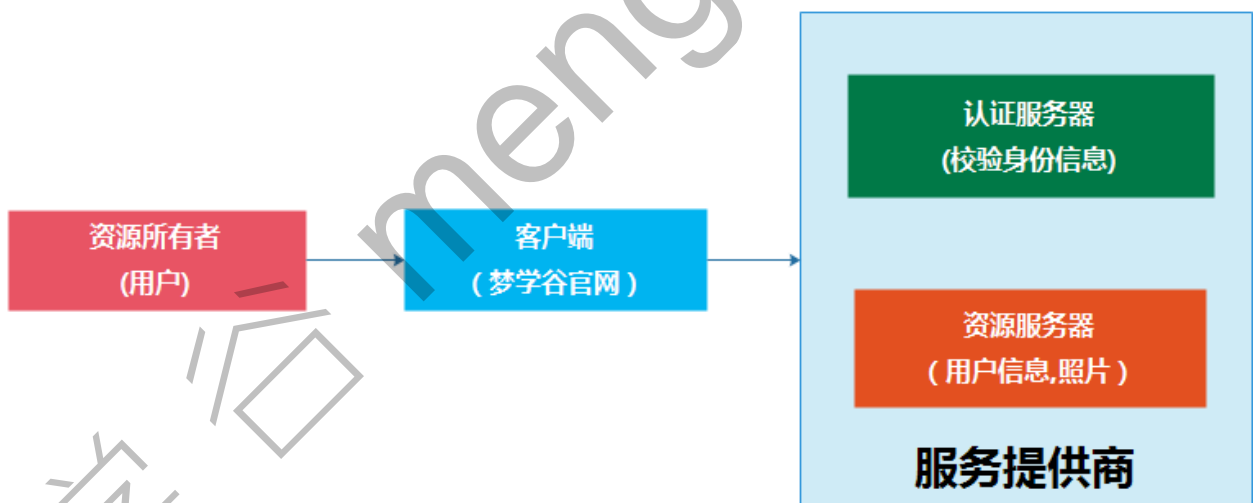 资源所有者
(用户)
客户端
（梦学谷官网）
认证服务器
(校验身份信息)
资源服务器
（用户信息,照片）
服务提供商
谷 meng